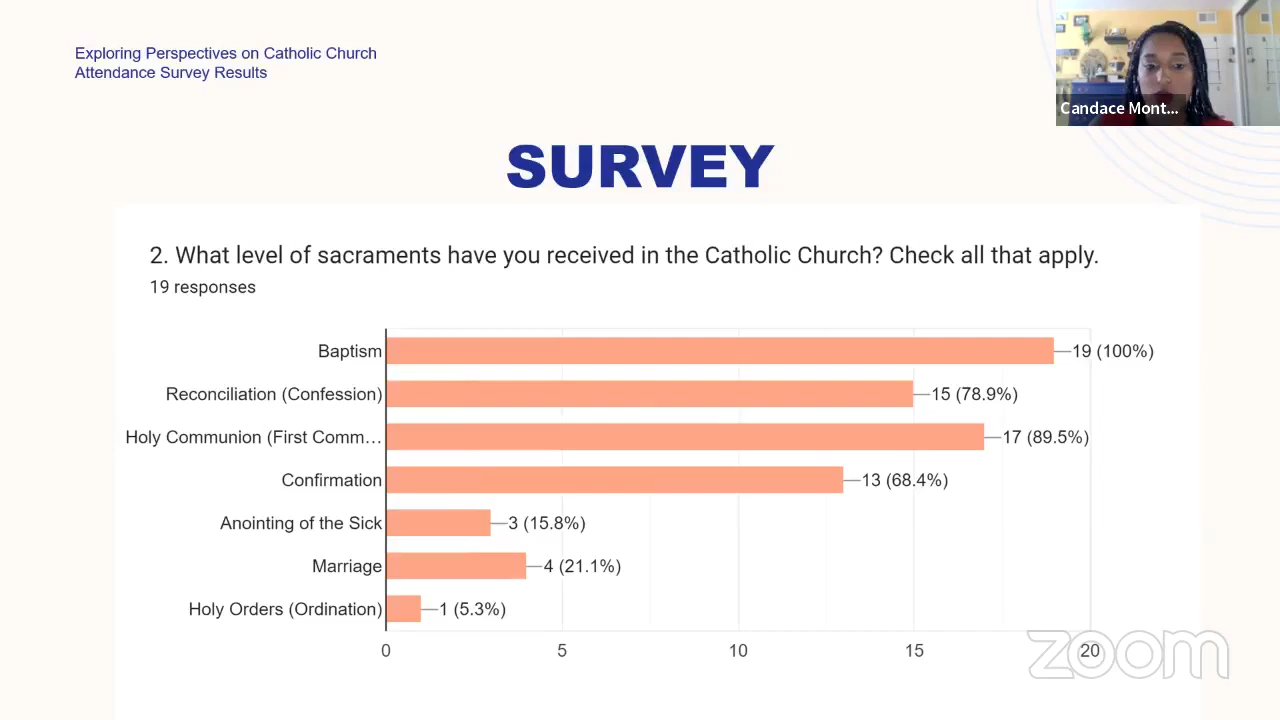 Exploring Perspectives on Catholic Church
Attendance Survey Results
Candace Mont...
SURVEY
2. What level of sacraments have you received in the Catholic Church? Check all that apply.
19 responses
Baptism 19 (100%)
Reconciliation (Confession) 15 (78.9%)
Holy Communion (First Comm... 17 (89.5%)
Confirmation 13 (68.4%)
Anointing of the Sick 3 (15.8%)
Marriage 4 (21.1%)
Holy Orders (Ordination) 1 (5.3%)
0 5 10 15 20
zoom